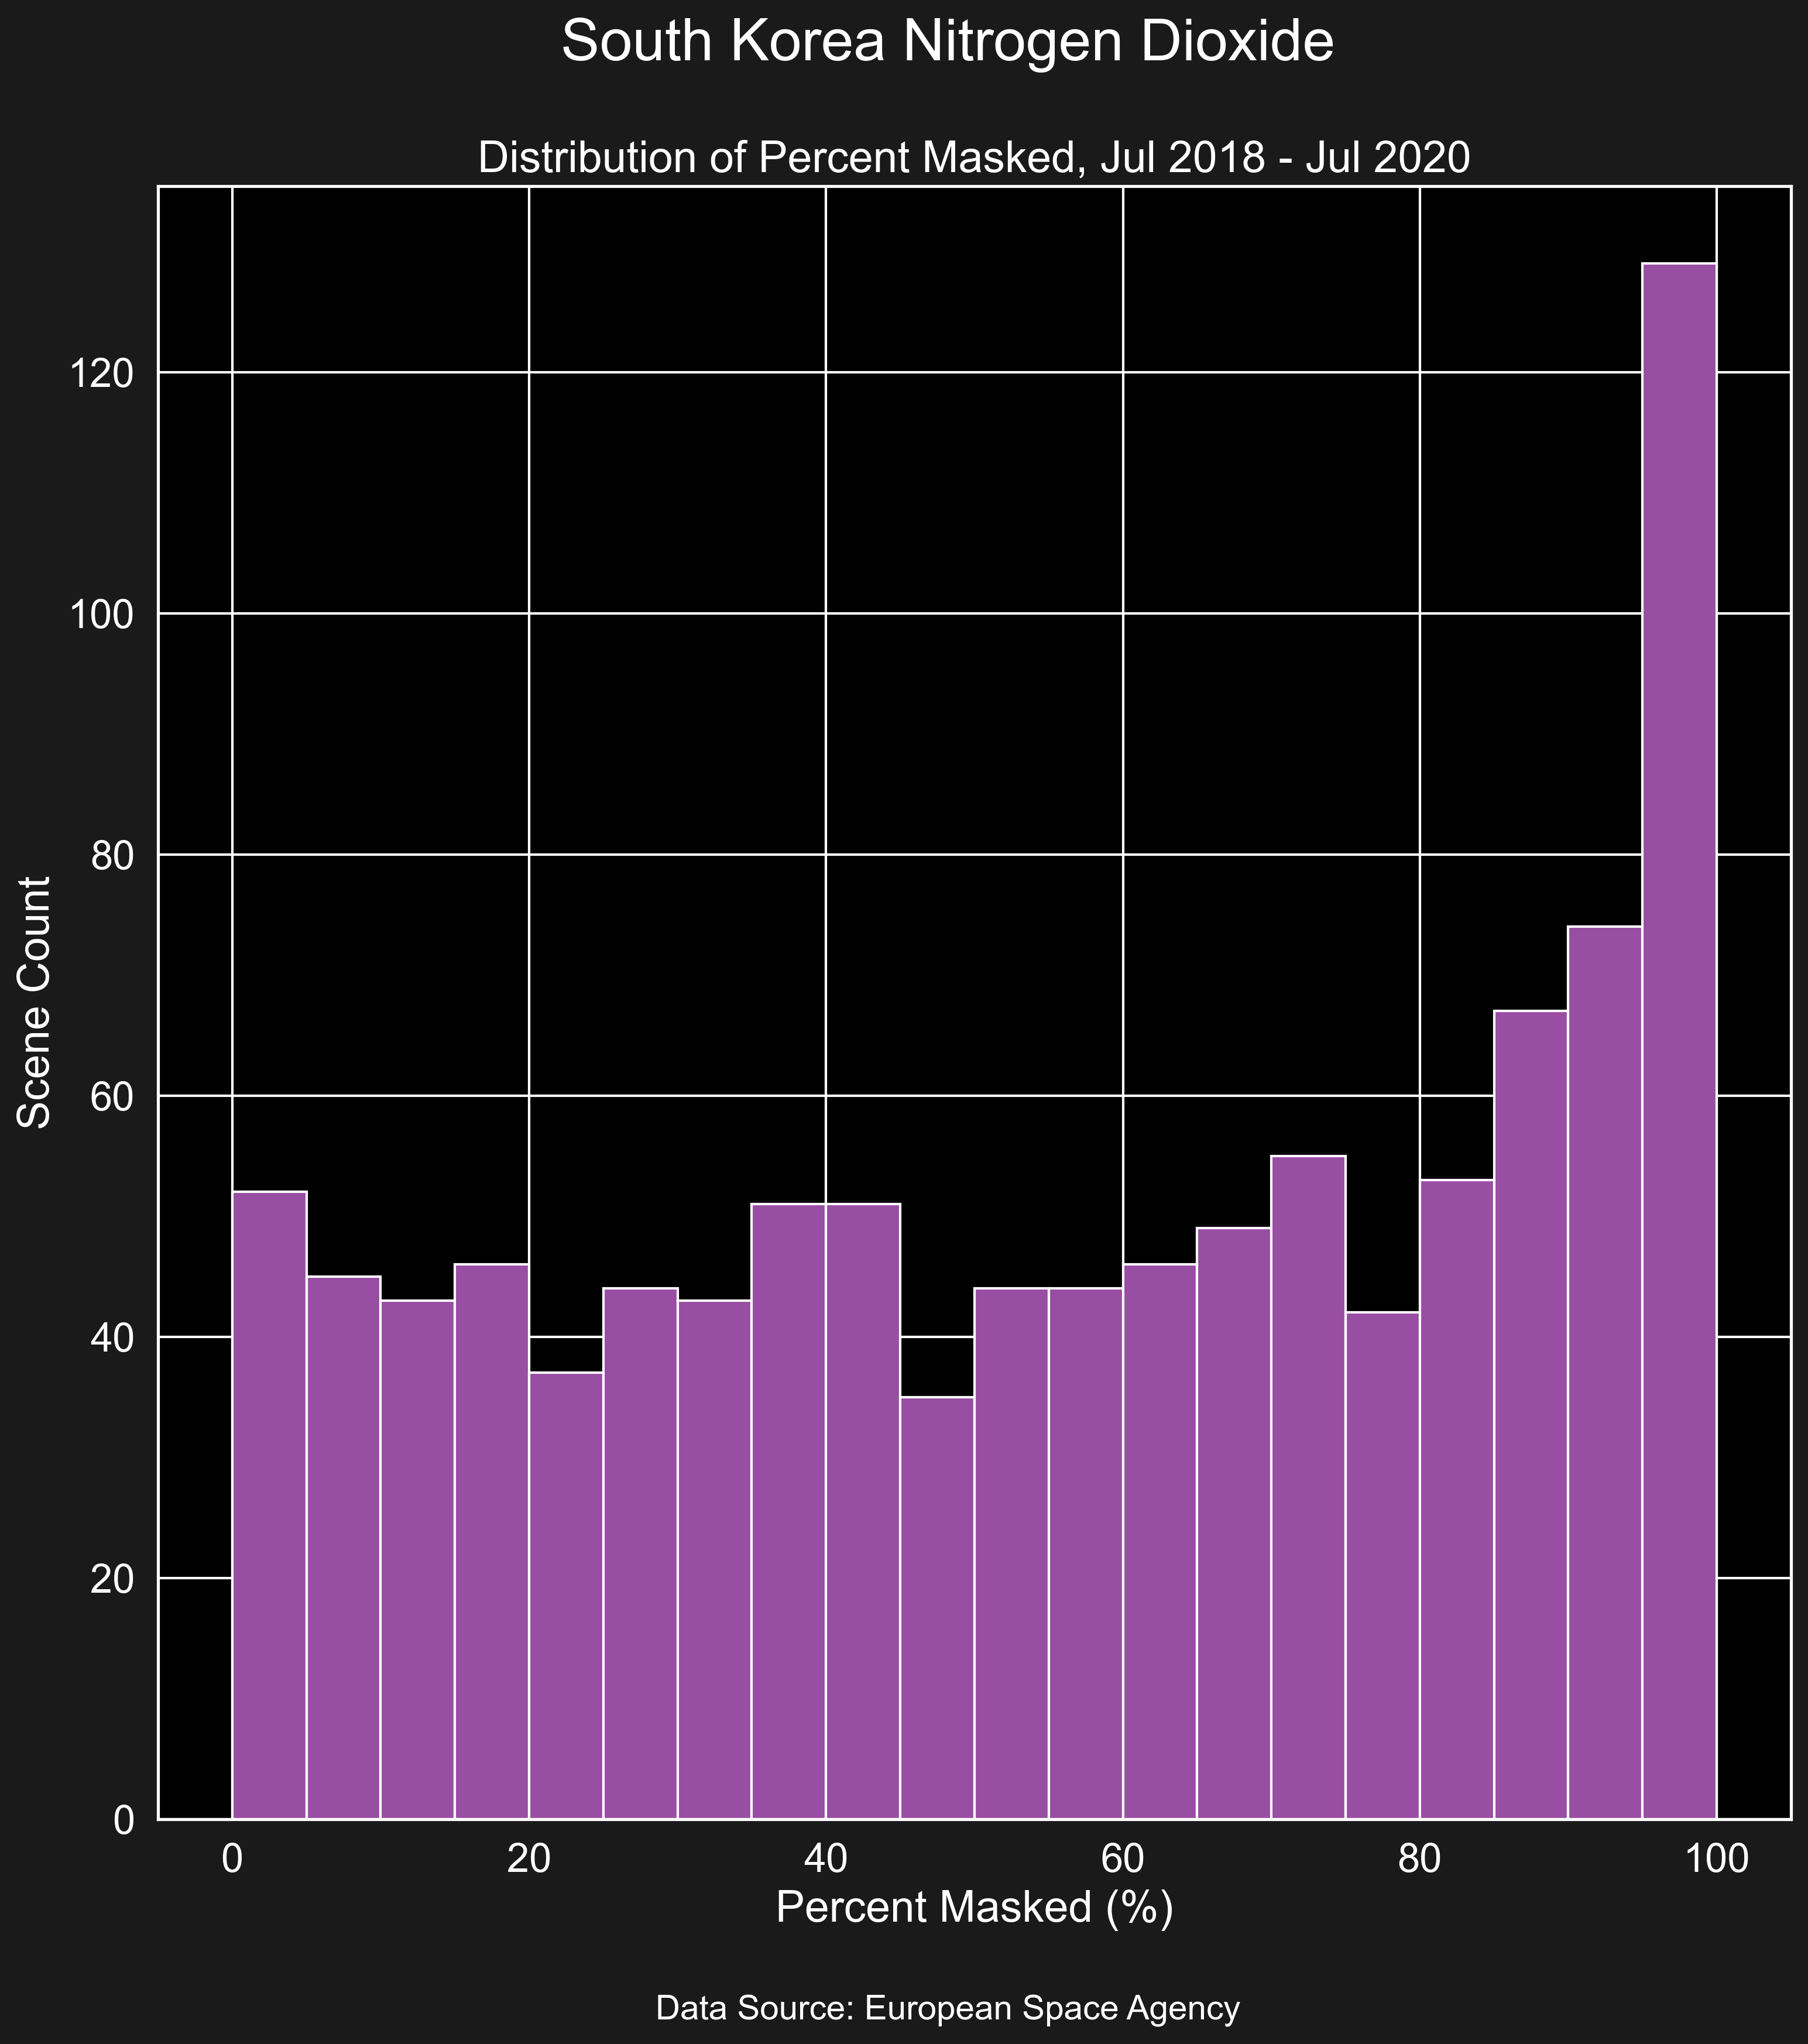 South Korea Nitrogen Dioxide
Distribution of Percent Masked, Jul 2018 - Jul 2020
Scene Count
120
100
80
60
40
20
0
0 20 40 60 80 100
Percent Masked (%)
Data Source: European Space Agency